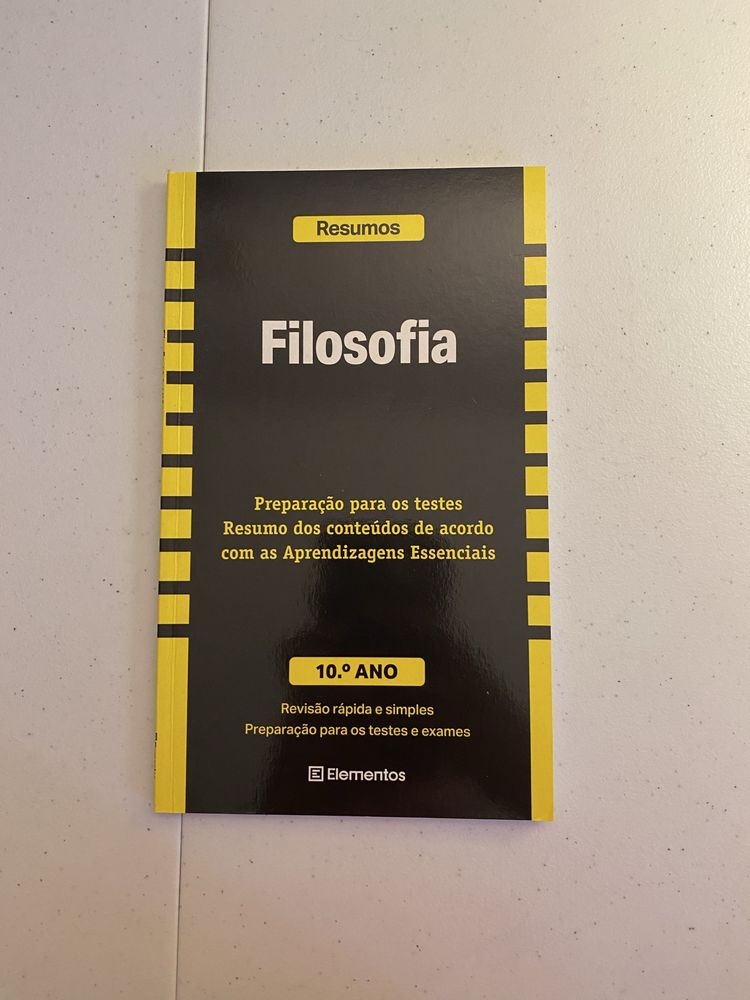 Resumos
Filosofia
Preparação para os testes
Resumo dos conteúdos de acordo
com as Aprendizagens Essenciais
10.º ANO
Revisão rápida e simples
Preparação para os testes e exames
Elementos